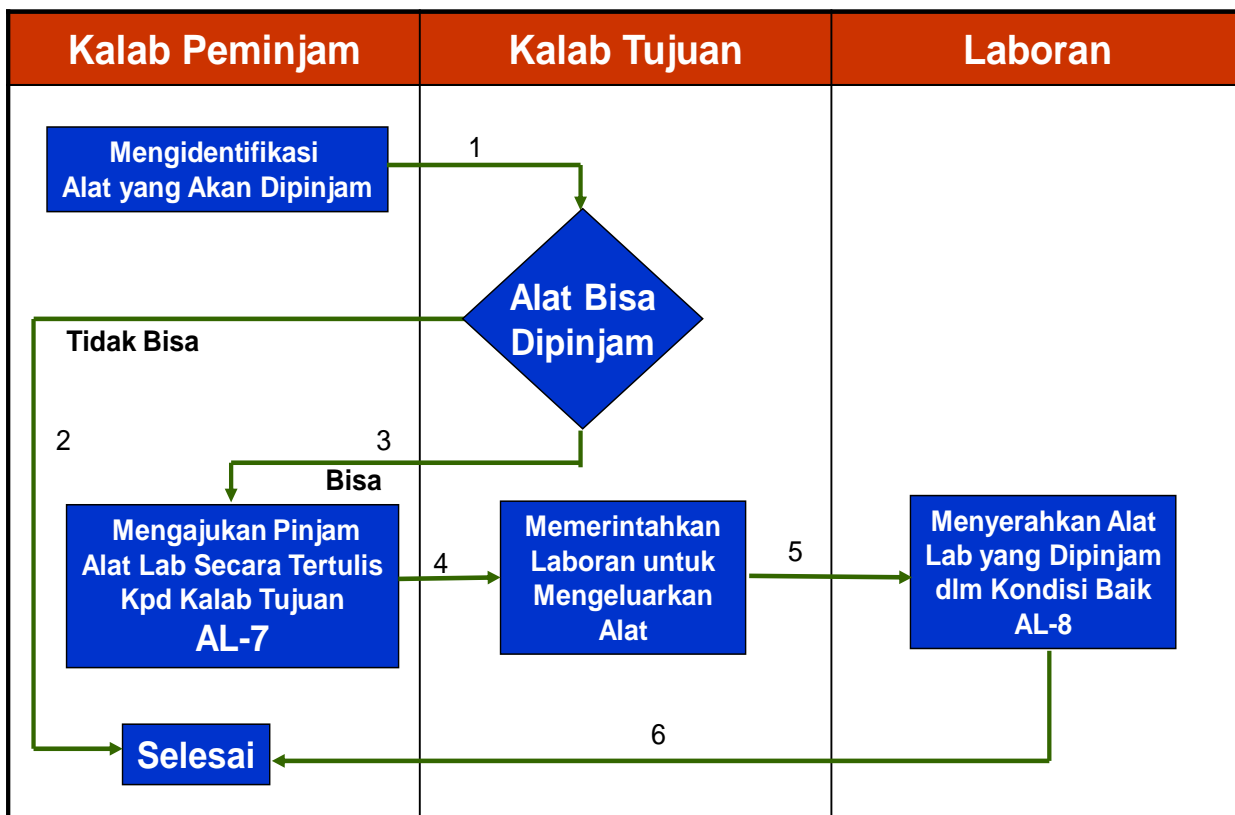 Kalab Peminjam
Kalab Tujuan
Laboran
Mengidentifikasi
Alat yang Akan Dipinjam
1
Alat Bisa
Dipinjam
Tidak Bisa
2
3
Bisa
Mengajukan Pinjam
Alat Lab Secara Tertulis
Kpd Kalab Tujuan
AL-7
4
Memerintahkan
Laboran untuk
Mengeluarkan
Alat
5
Menyerahkan Alat
Lab yang Dipinjam
dlm Kondisi Baik
AL-8
6
Selesai